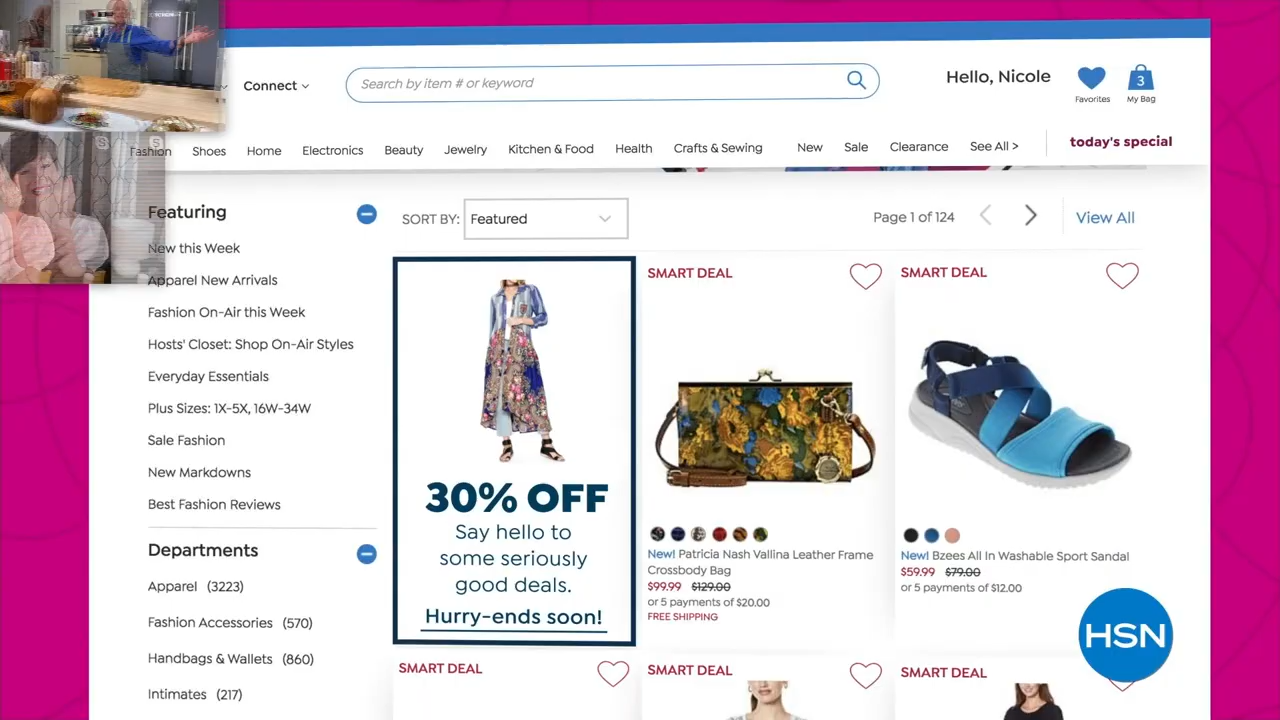 Connect
Search by item # or keyword
Hello, Nicole
Favorites
3
My Bag
Fashion
Shoes
Home
Electronics
Beauty
Jewelry
Kitchen & Food
Health
Crafts & Sewing
New
Sale
Clearance
See All >
today's special
Featuring
New this Week
Apparel New Arrivals
Fashion On-Air this Week
Hosts' Closet: Shop On-Air Styles
Everyday Essentials
Plus Sizes: 1X-5X, 16W-34W
Sale Fashion
New Markdowns
Best Fashion Reviews
Departments
Apparel (3223)
Fashion Accessories (570)
Handbags & Wallets (860)
Intimates (217)
SORT BY: Featured
Page 1 of 124
View All
30% OFF
Say hello to
some seriously
good deals.
Hurry-ends soon!
SMART DEAL
New! Patricia Nash Vallina Leather Frame
Crossbody Bag
$99.99 $129.00
or 5 payments of $20.00
FREE SHIPPING
SMART DEAL
New! Bzees All In Washable Sport Sandal
$59.99 $79.00
or 5 payments of $12.00
HSN
SMART DEAL
SMART DEAL
SMART DEAL